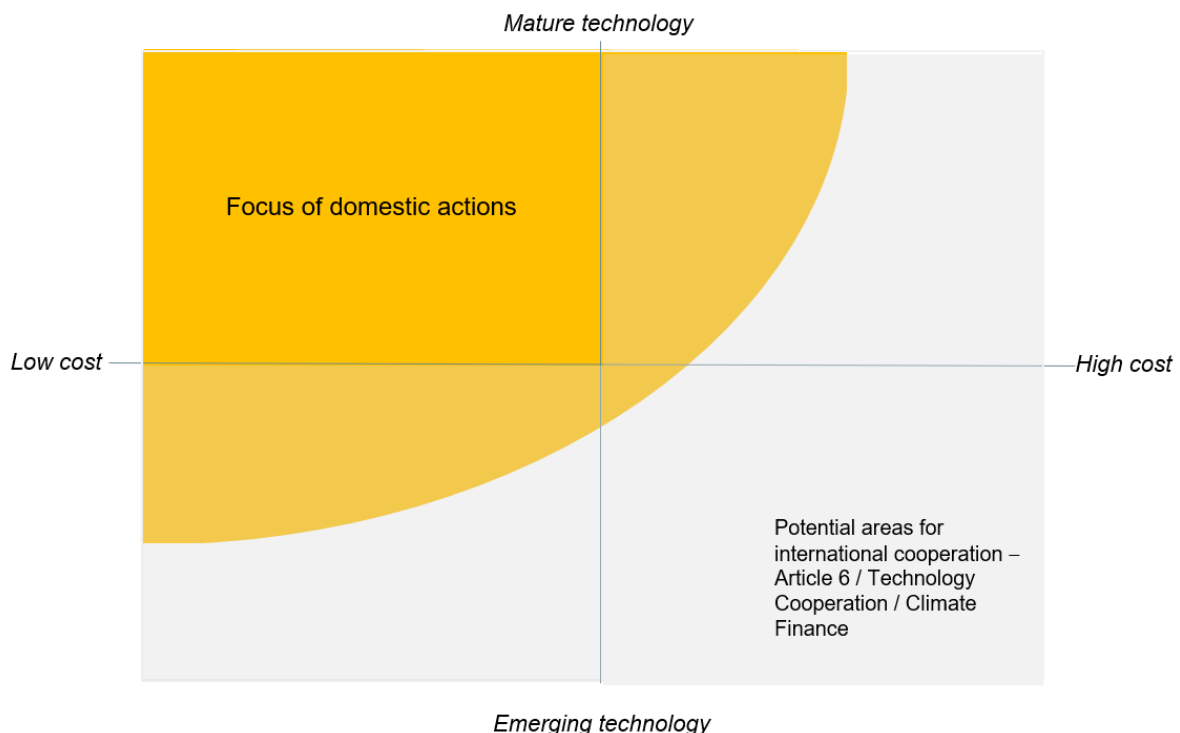 Mature technology
Focus of domestic actions
Low cost
High cost
Potential areas for
international cooperation –
Article 6 / Technology
Cooperation / Climate
Finance
Emerging technology